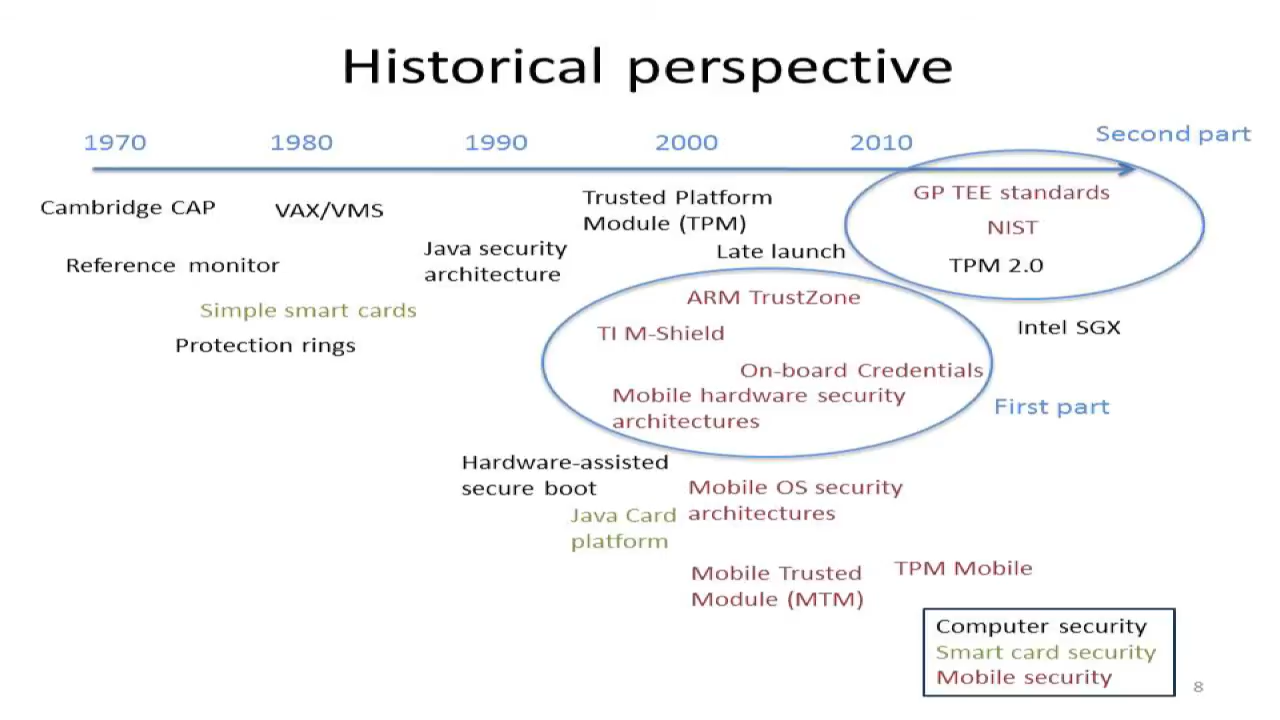 Historical perspective
1970
1980
1990
2000
2010
Second part
Cambridge CAP
VAX/VMS
Trusted Platform
Module (TPM)
GP TEE standards
NIST
TPM 2.0
Reference monitor
Java security
architecture
Late launch
Simple smart cards
Protection rings
ARM TrustZone
TI M-Shield
On-board Credentials
Mobile hardware security
architectures
Intel SGX
First part
Hardware-assisted
secure boot
Java Card
platform
Mobile OS security
architectures
Mobile Trusted
Module (MTM)
TPM Mobile
Computer security
Smart card security
Mobile security
8